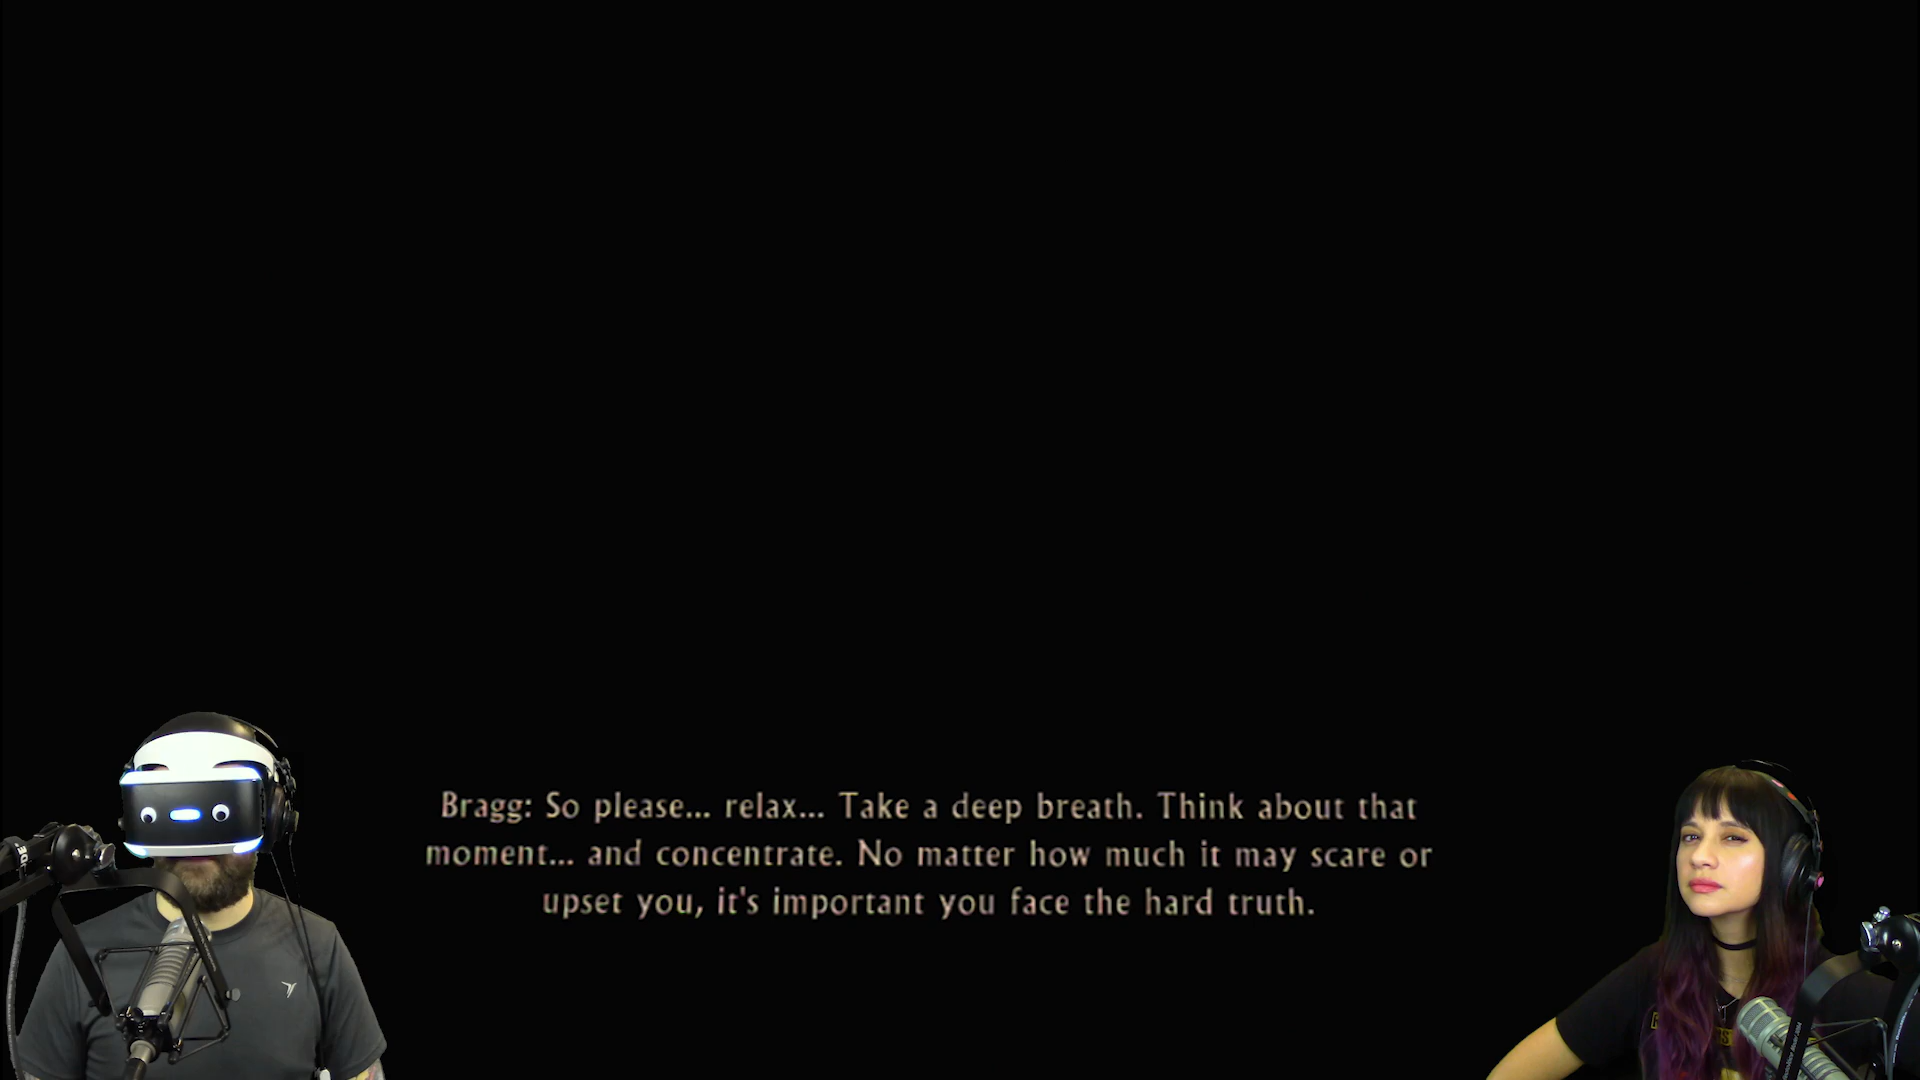 Bragg: So please... relax... Take a deep breath. Think about that
moment... and concentrate. No matter how much it may scare or
upset you, it's important you face the hard truth.